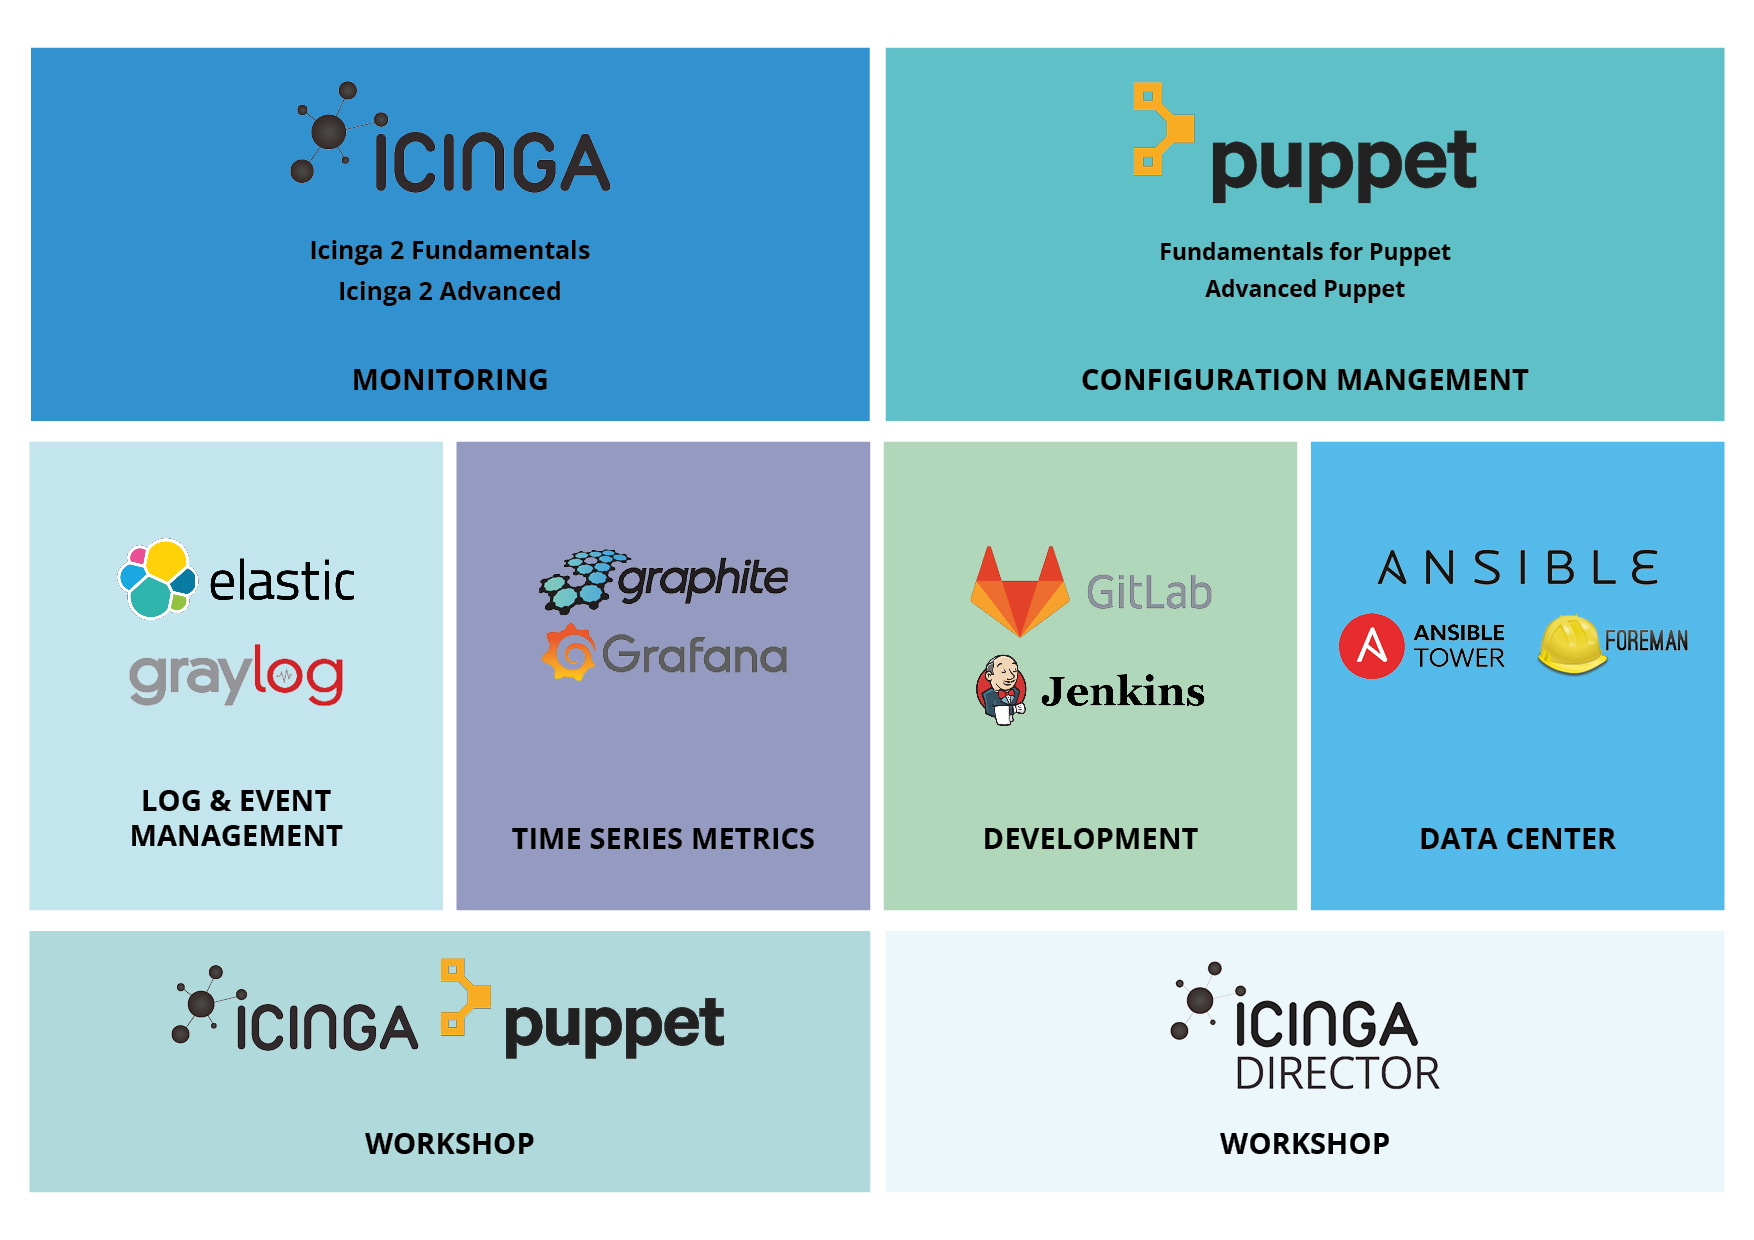 ICINGA
Icinga 2 Fundamentals
Icinga 2 Advanced
MONITORING
puppet
Fundamentals for Puppet
Advanced Puppet
CONFIGURATION MANGEMENT
elastic
graylog
LOG & EVENT
MANAGEMENT
graphite
Grafana
TIME SERIES METRICS
GitLab
Jenkins
DEVELOPMENT
ANSIBLE
ANSIBLE
TOWER
FOREMAN
DATA CENTER
ICINGA puppet
WORKSHOP
ICINGA
DIRECTOR
WORKSHOP